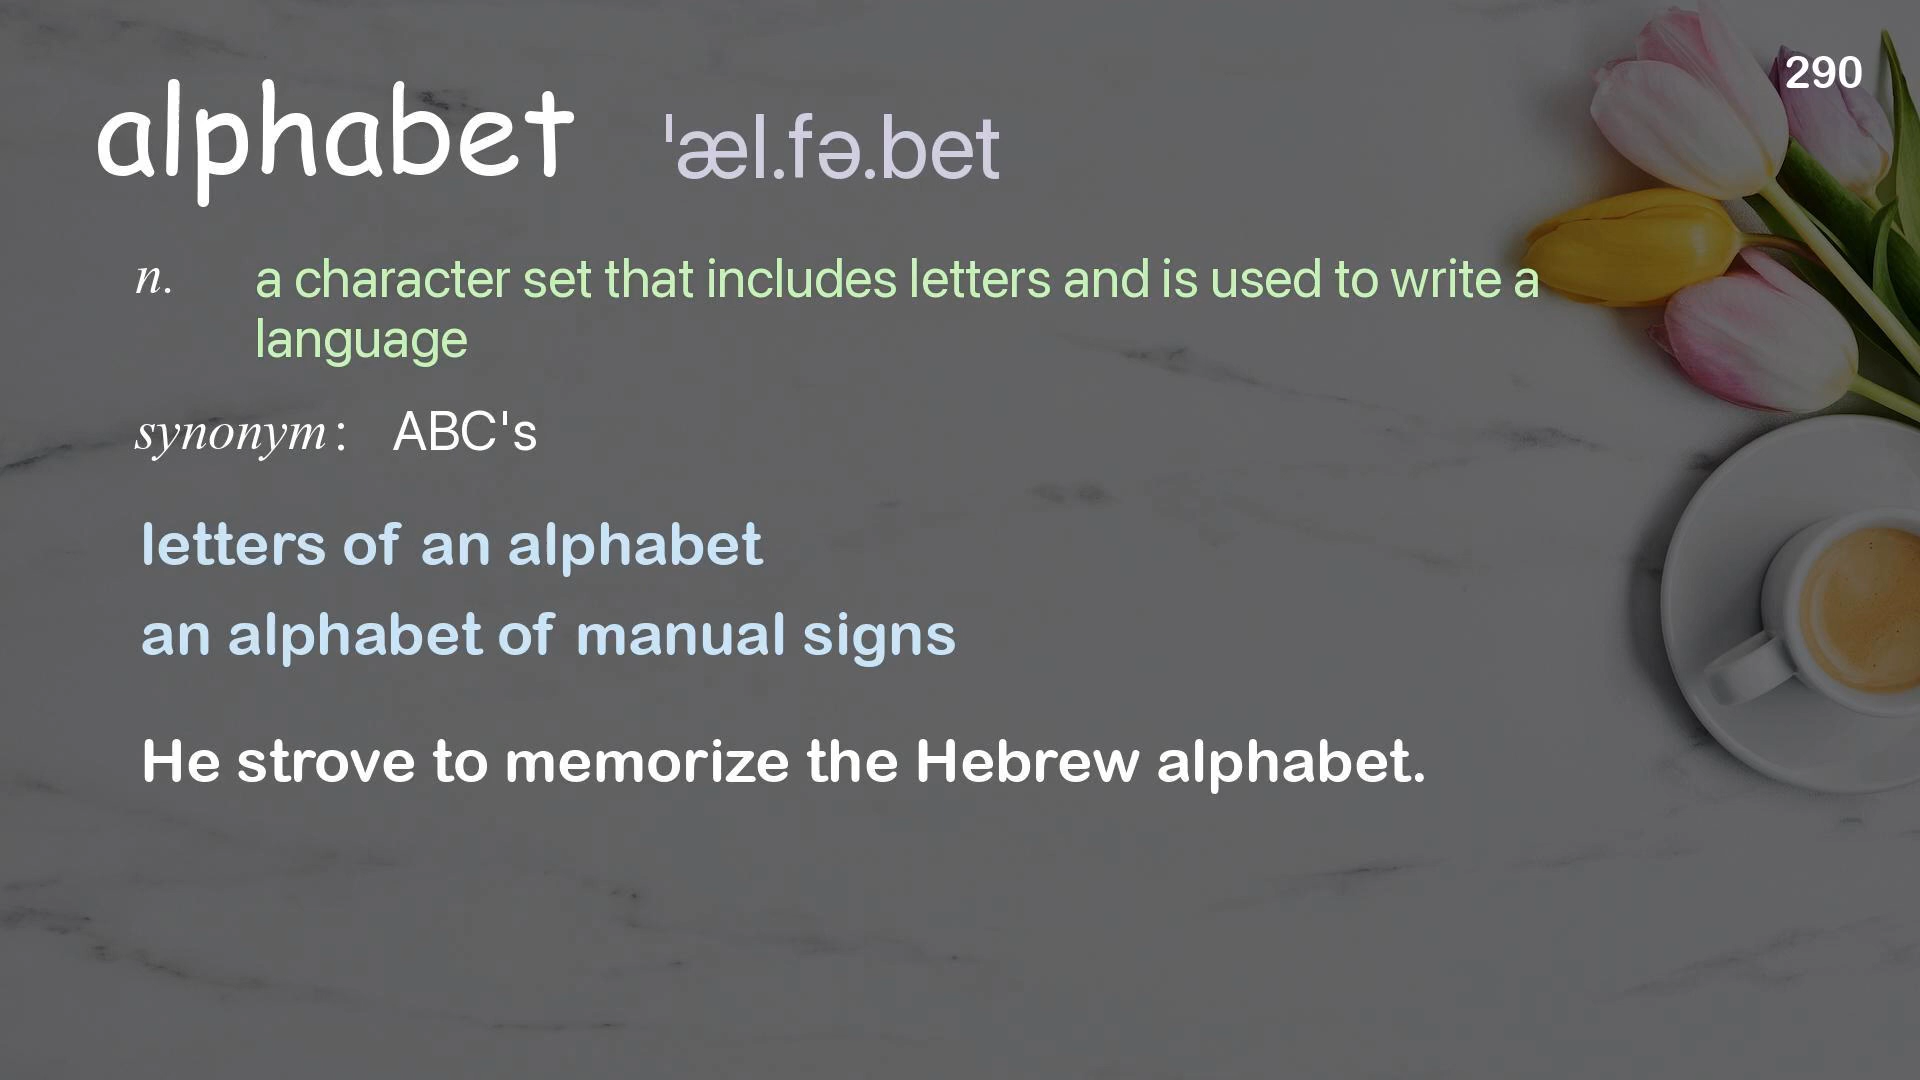 290
alphabet ˈæl.fə.bet
n. a character set that includes letters and is used to write a
language
synonym: ABC's
letters of an alphabet
an alphabet of manual signs
He strove to memorize the Hebrew alphabet.